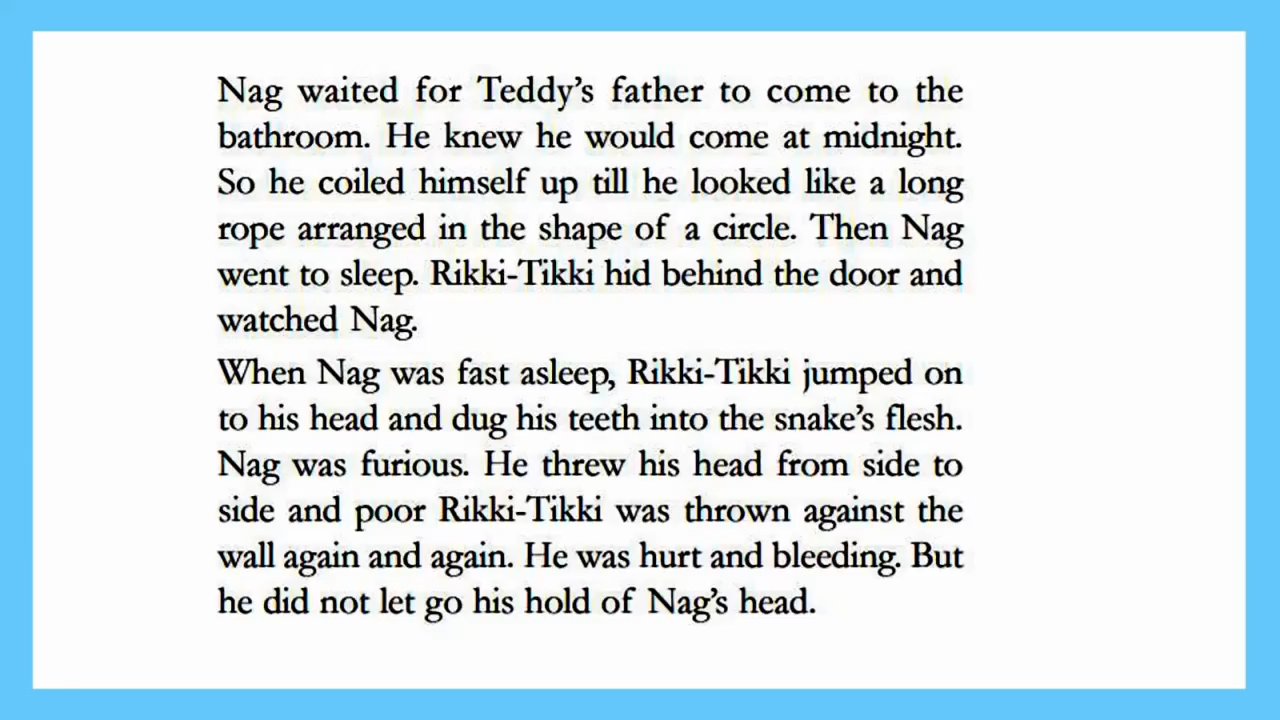 Nag waited for Teddy’s father to come to the
bathroom. He knew he would come at midnight.
So he coiled himself up till he looked like a long
rope arranged in the shape of a circle. Then Nag
went to sleep. Rikki-Tikki hid behind the door and
watched Nag.
When Nag was fast asleep, Rikki-Tikki jumped on
to his head and dug his teeth into the snake’s flesh.
Nag was furious. He threw his head from side to
side and poor Rikki-Tikki was thrown against the
wall again and again. He was hurt and bleeding. But
he did not let go his hold of Nag’s head.